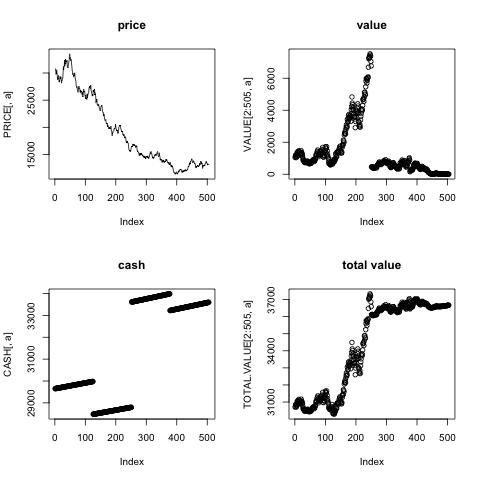 price
PRICE[, a]
15000 25000
0 100 200 300 400 500
Index
value
VALUE[2:505, a]
0 2000 4000 6000
0 100 200 300 400 500
Index
cash
CASH[, a]
29000 31000 33000
0 100 200 300 400 500
Index
total value
TOTAL.VALUE[2:505, a]
31000 34000 37000
0 100 200 300 400 500
Index